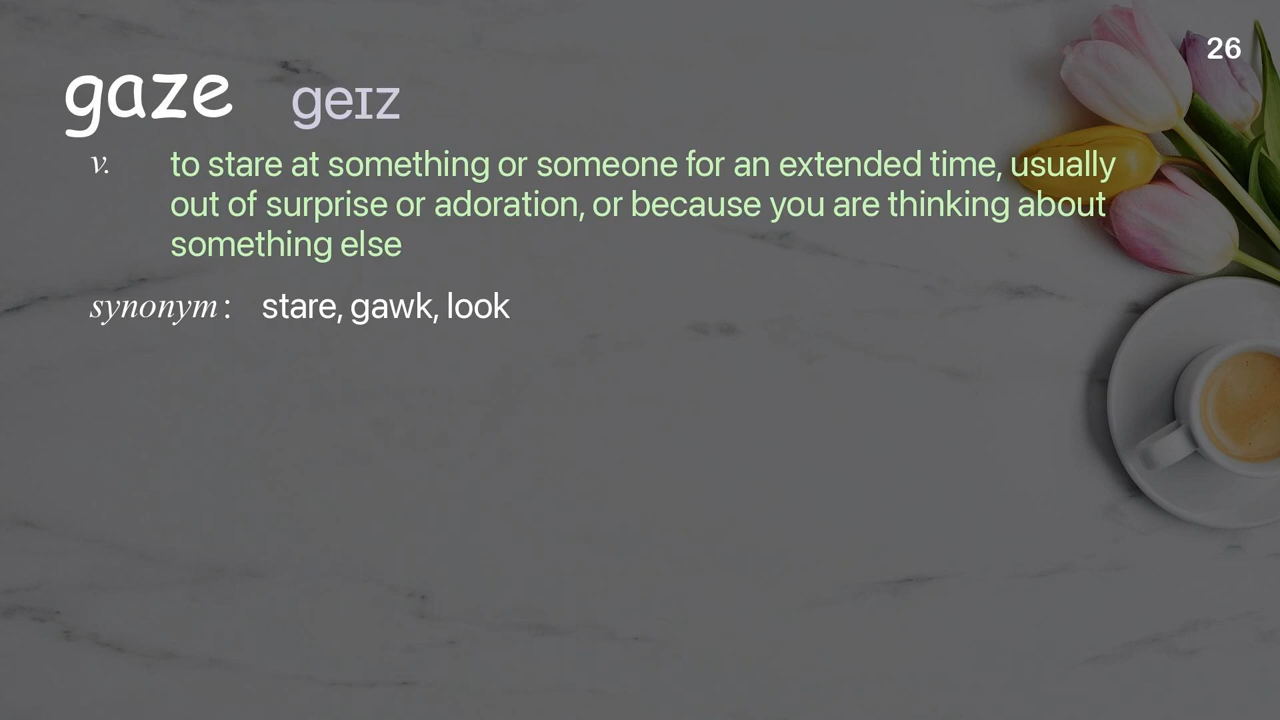 26
gaze geɪz
v. to stare at something or someone for an extended time, usually
out of surprise or adoration, or because you are thinking about
something else
synonym : stare, gawk, look